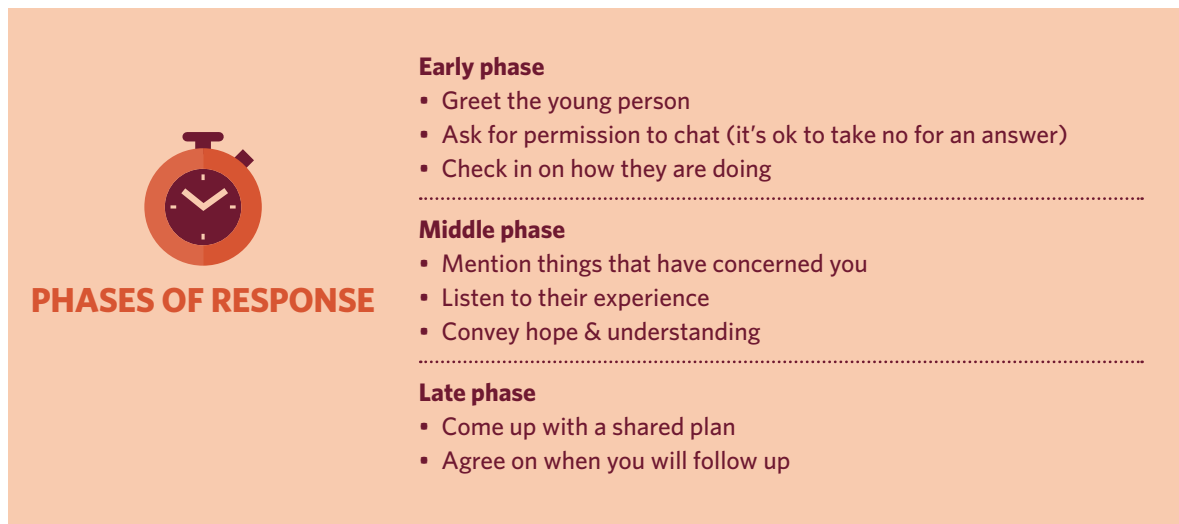 PHASES OF RESPONSE
Early phase
• Greet the young person
• Ask for permission to chat (it's ok to take no for an answer)
• Check in on how they are doing
Middle phase
• Mention things that have concerned you
• Listen to their experience
• Convey hope & understanding
Late phase
• Come up with a shared plan
• Agree on when you will follow up